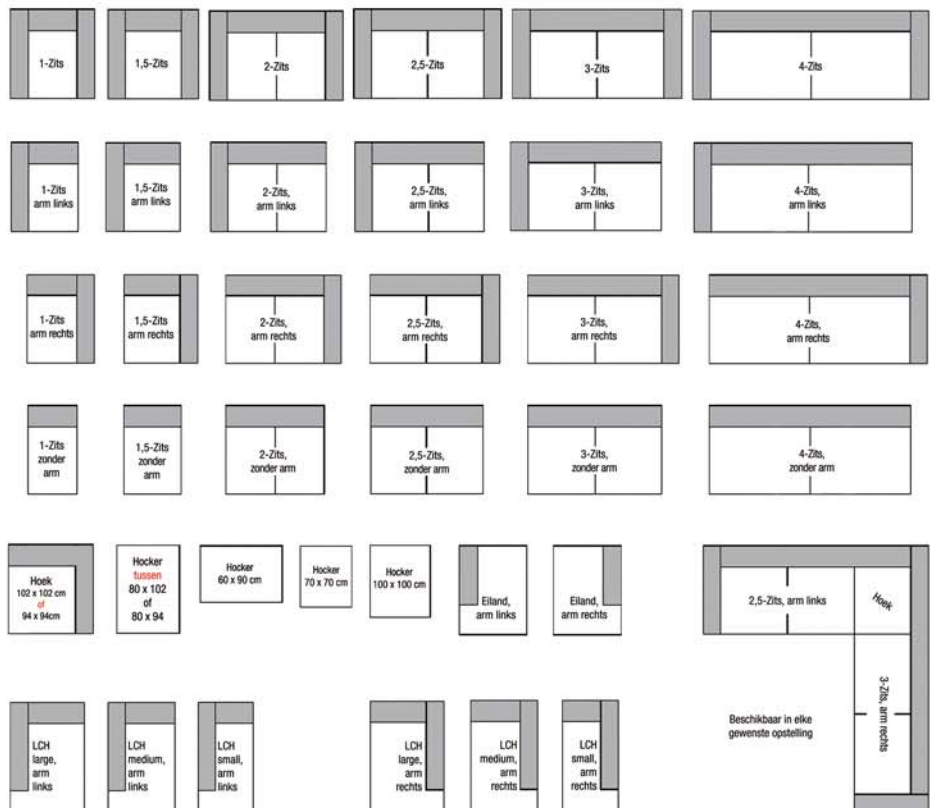 1-Zits
1,5-Zits
2-Zits
2,5-Zits
3-Zits
4-Zits
1-Zits
arm links
1,5-Zits
arm links
2-Zits,
arm links
2,5-Zits,
arm links
3-Zits,
arm links
4-Zits,
arm links
1-Zits
arm rechts
1,5-Zits
arm rechts
2-Zits,
arm rechts
2,5-Zits,
arm rechts
3-Zits,
arm rechts
4-Zits,
arm rechts
1-Zits
zonder
arm
1,5-Zits
zonder
arm
2-Zits,
zonder arm
2,5-Zits,
zonder arm
3-Zits,
zonder arm
4-Zits,
zonder arm
Hoek
102 x 102 cm
of
94 x 94cm
Hocker
tussen
80 x 102
of
80 x 94
Hocker
60 x 90 cm
Hocker
70 x 70 cm
Hocker
100 x 100 cm
Eiland,
arm links
Eiland,
arm rechts
2,5-Zits, arm links
Hoek
3-Zits, arm rechts
Beschikbaar in elke
gewenste opstelling
LCH
large,
arm
links
LCH
medium,
arm
links
LCH
small,
arm
links
LCH
large,
arm
rechts
LCH
medium,
arm
rechts
LCH
small,
arm
rechts